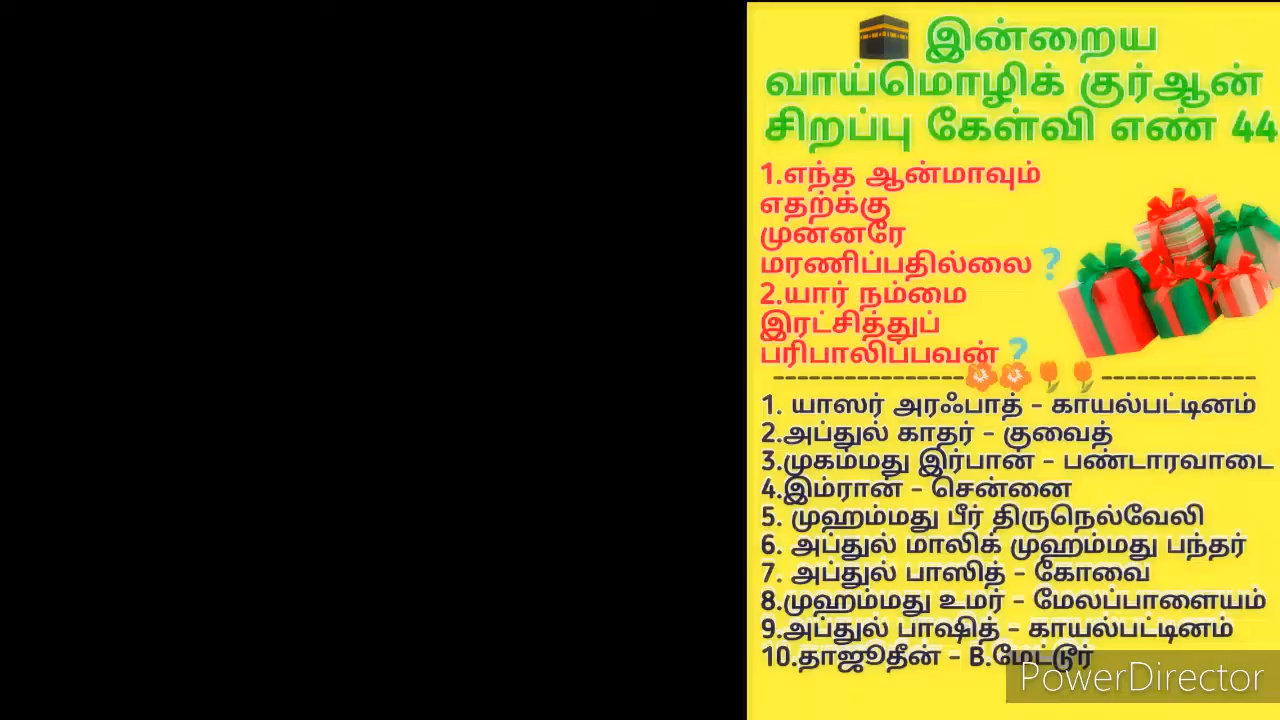 இன்றைய
வாய்மொழிக் குர்ஆன்
சிறப்பு கேள்வி எண் 44
1.எந்த ஆன்மாவும்
எதற்க்கு
முன்னரே
மரணிப்பதில்லை ❓
2.யார் நம்மை
இரட்சித்துப்
பரிபாலிப்பவன் ❓
1. யாஸர் அரஃபாத் - காயல்பட்டினம்
2.அப்துல் காதர் - குவைத்
3.முகம்மது இர்பான் - பண்டாரவாடை
4.இம்ரான் - சென்னை
5. முஹம்மது பீர் திருநெல்வேலி
6. அப்துல் மாலிக் முஹம்மது பந்தர்
7. அப்துல் பாஸித் - கோவை
8.முஹம்மது உமர் - மேலப்பாளையம்
9.அப்துல் பாஷித் - காயல்பட்டினம்
10.தாஜூதீன் - B.மேட்டூர்
PowerDirector